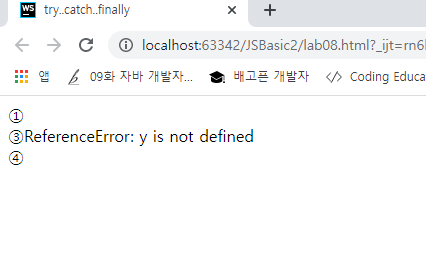 WS
try..catch..finally
localhost:63342/JSBasic2/lab08.html?_ijt=rn6
앱
09화 자바 개발자...
배고픈 개발자
Coding Educa
①
③ReferenceError: y is not defined
④